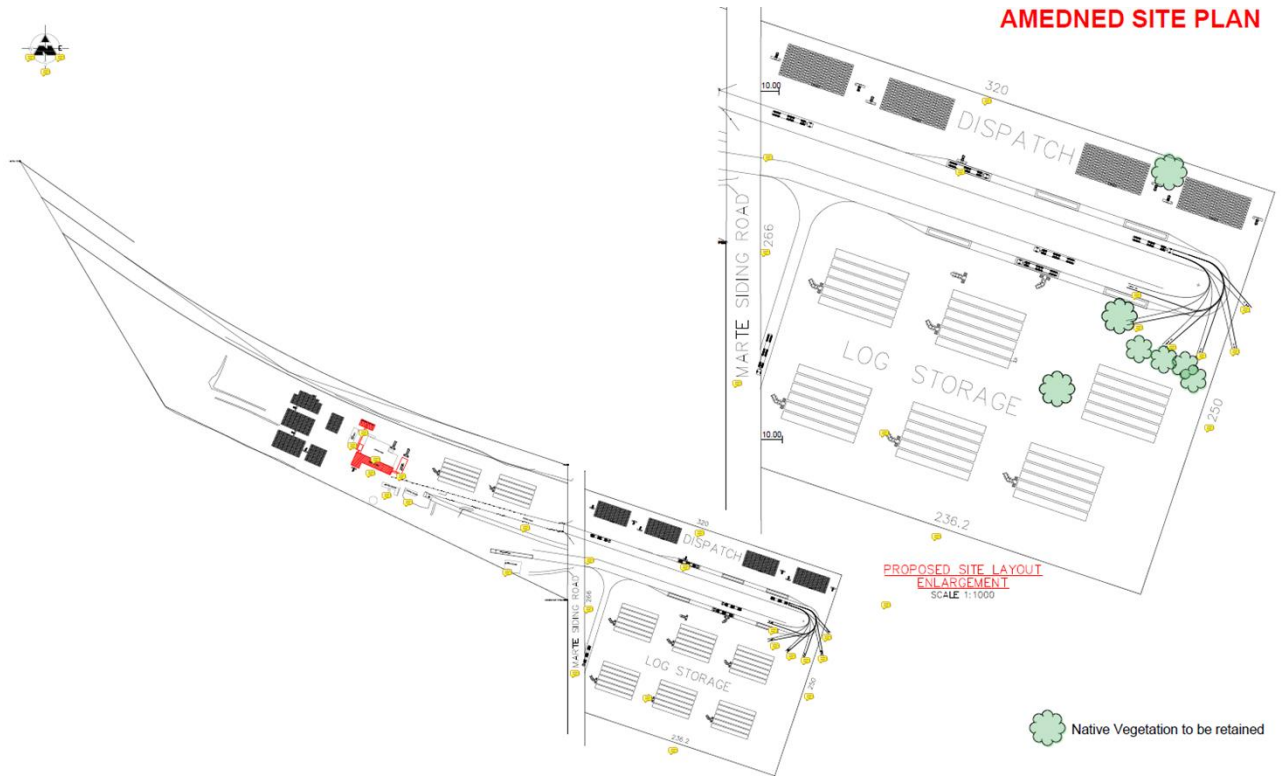 AMEDNED SITE PLAN
N
E
320
10.00
DISPATCH
MARTE SIDING ROAD
266
LOG STORAGE
250
10.00
236.2
PROPOSED SITE LAYOUT
ENLARGEMENT
SCALE 1:1000
320
DISPATCH
MARTE SIDING ROAD
266
LOG STORAGE
250
236.2
Native Vegetation to be retained